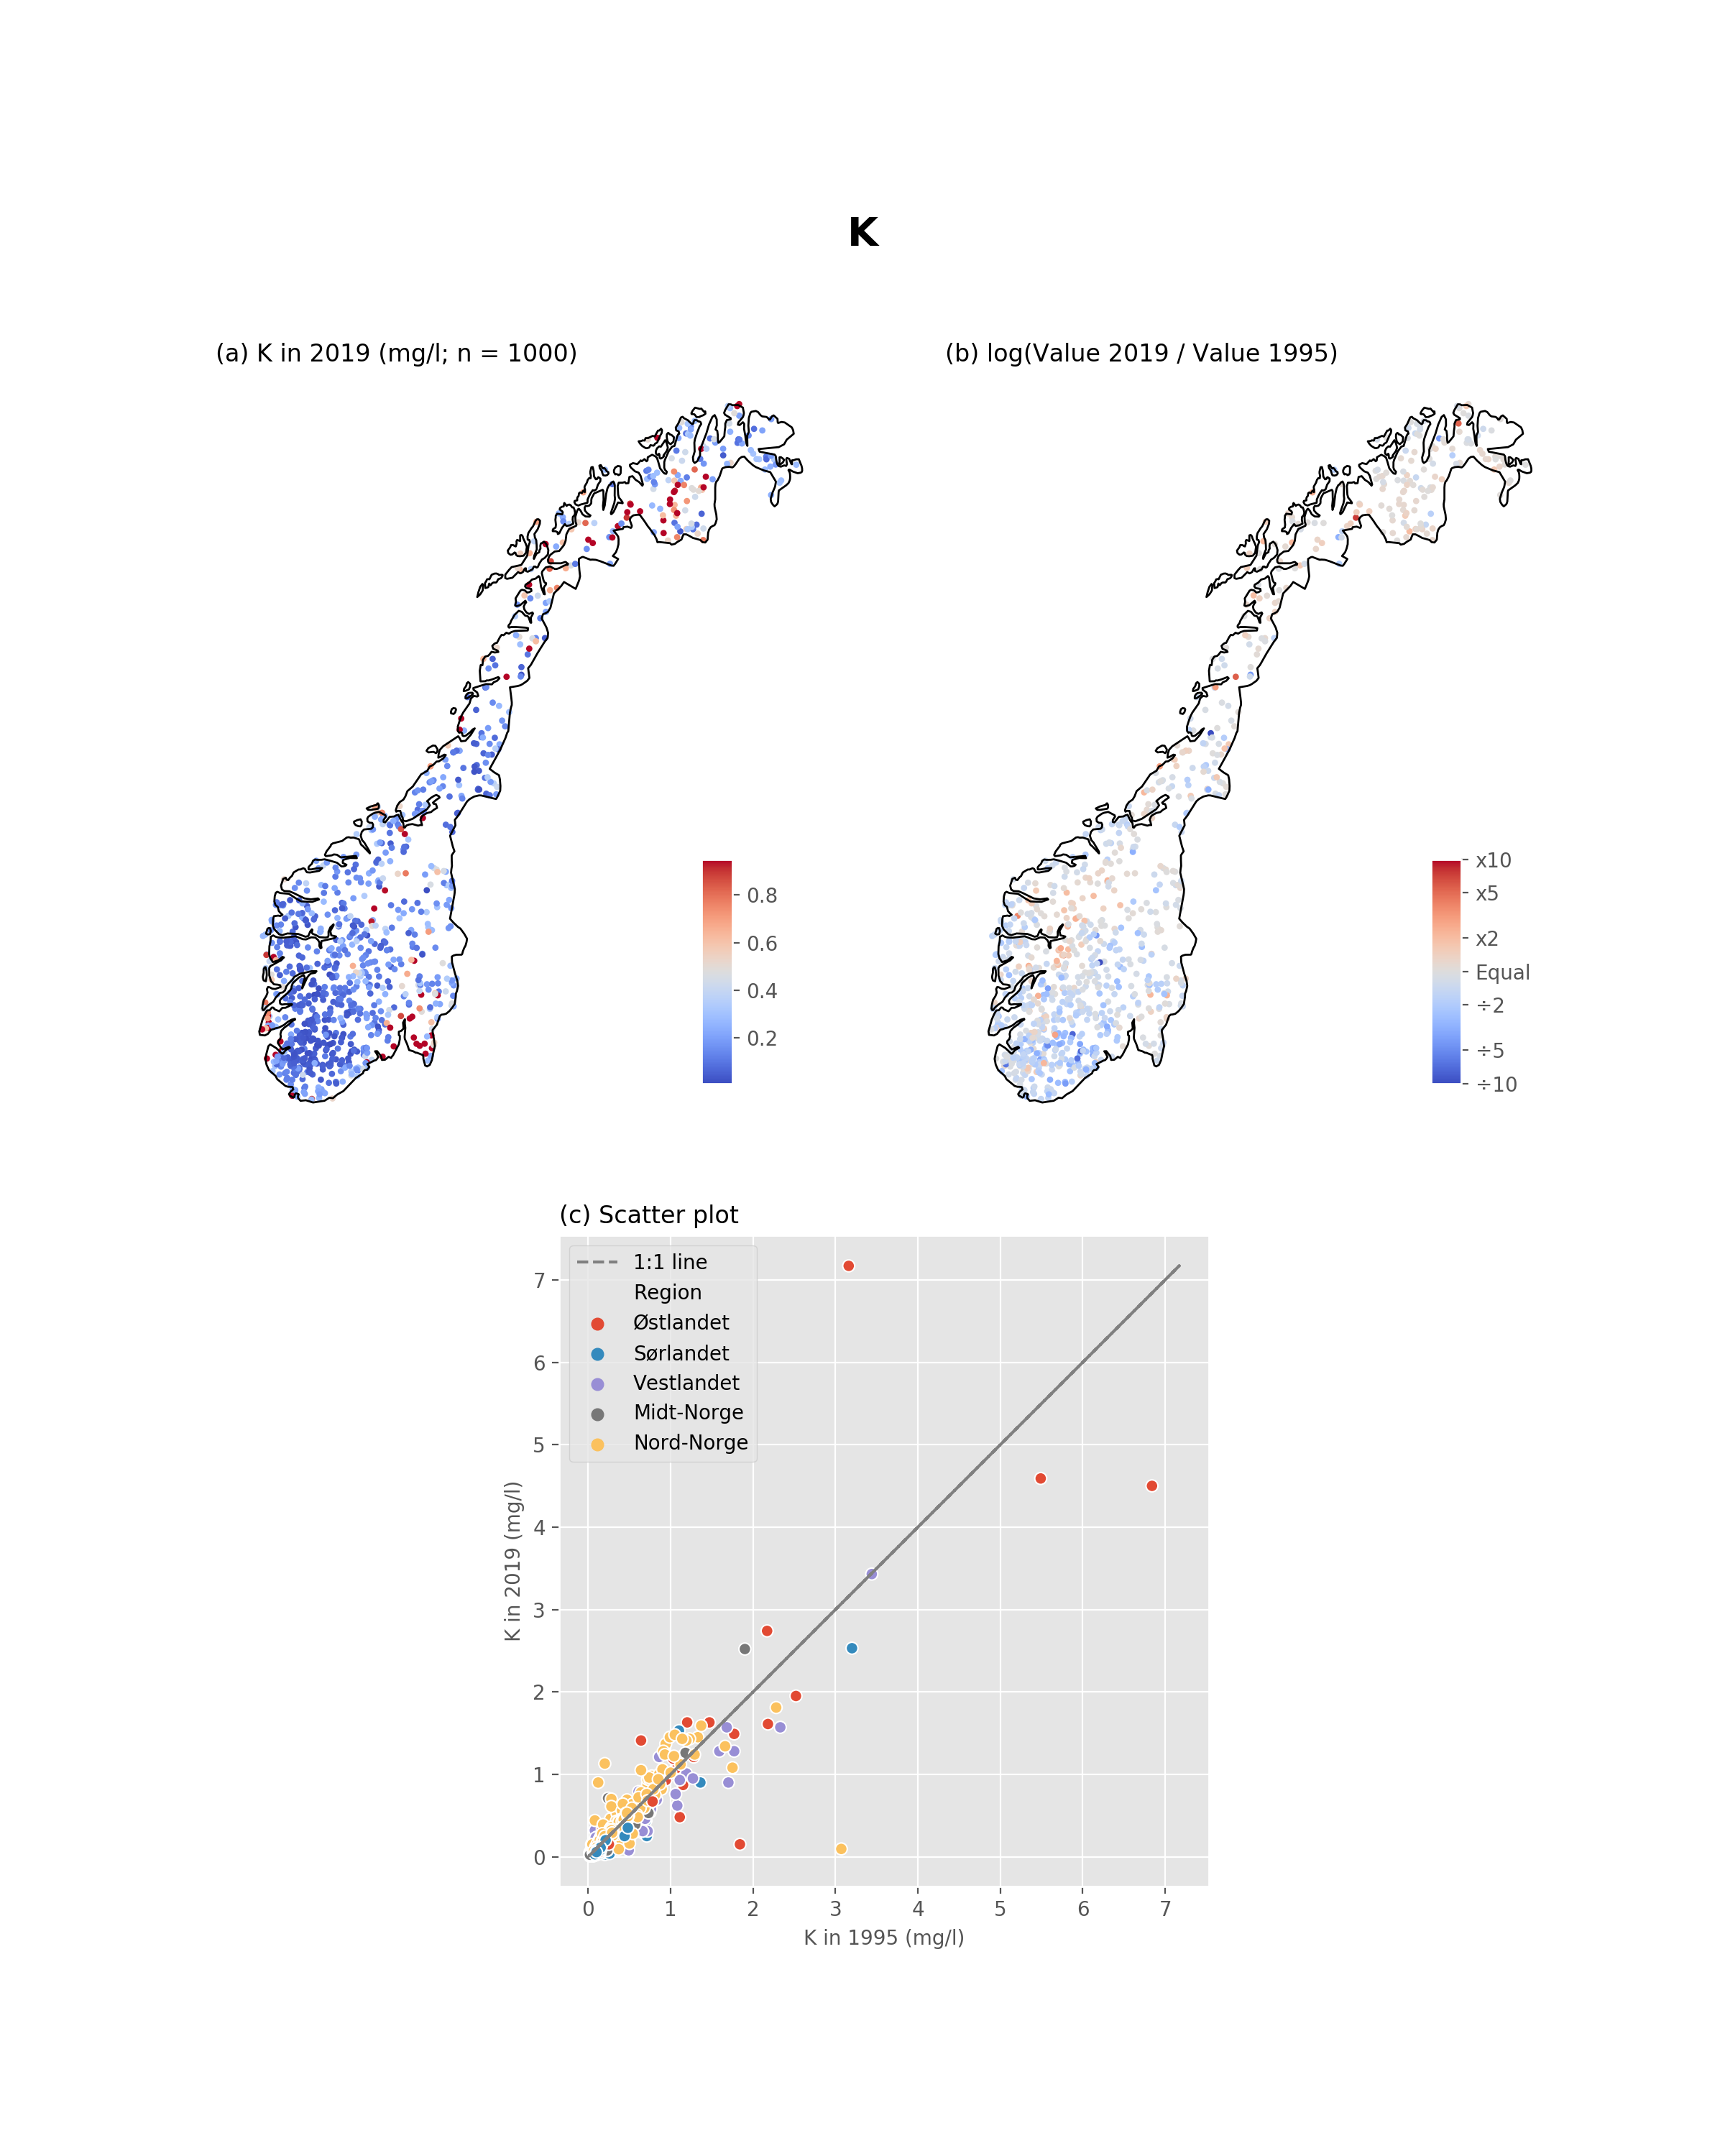 K
(a) K in 2019 (mg/l; n = 1000)
0.8
0.6
0.4
0.2
(b) log(Value 2019 / Value 1995)
x10
x5
x2
Equal
÷2
÷5
÷10
(c) Scatter plot
1:1 line
Region
Østlandet
Sørlandet
Vestlandet
Midt-Norge
Nord-Norge
K in 2019 (mg/l)
7
6
5
4
3
2
1
0
0 1 2 3 4 5 6 7
K in 1995 (mg/l)